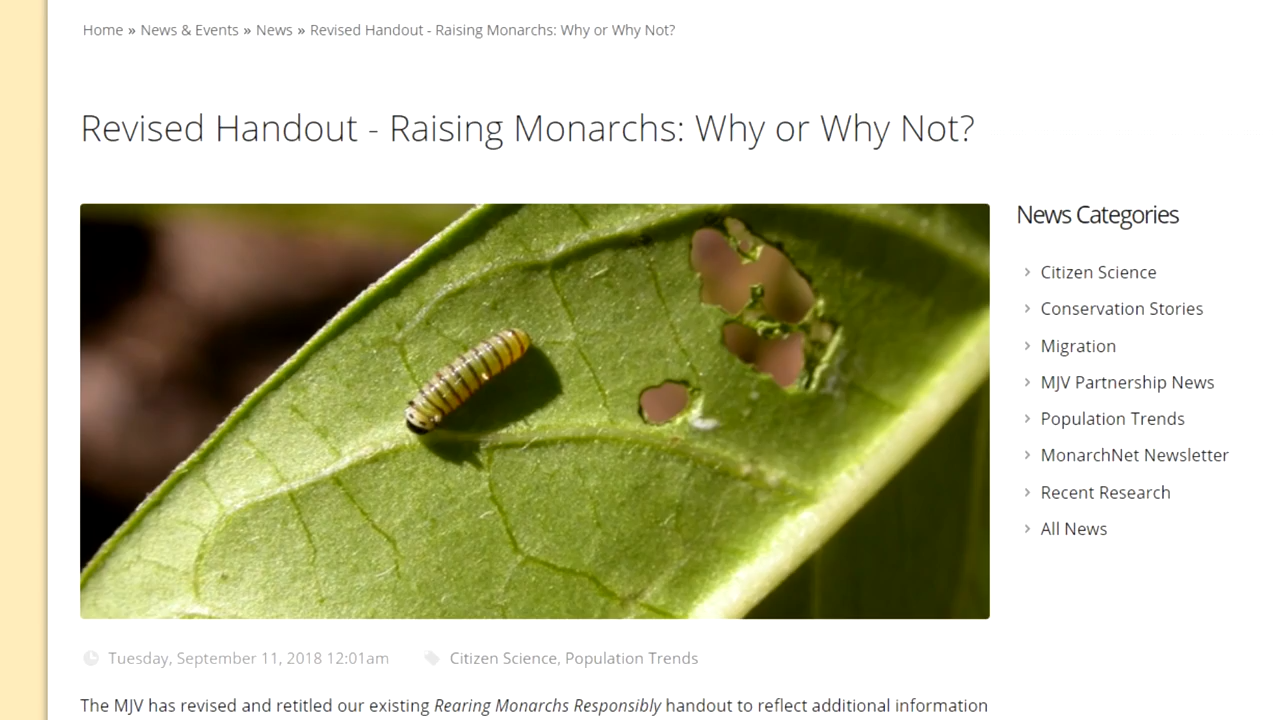 Home » News & Events » News » Revised Handout - Raising Monarchs: Why or Why Not?
Revised Handout - Raising Monarchs: Why or Why Not?
News Categories
Citizen Science
Conservation Stories
Migration
MJV Partnership News
Population Trends
MonarchNet Newsletter
Recent Research
All News
Tuesday, September 11, 2018 12:01am
Citizen Science, Population Trends
The MJV has revised and retitled our existing Rearing Monarchs Responsibly handout to reflect additional information